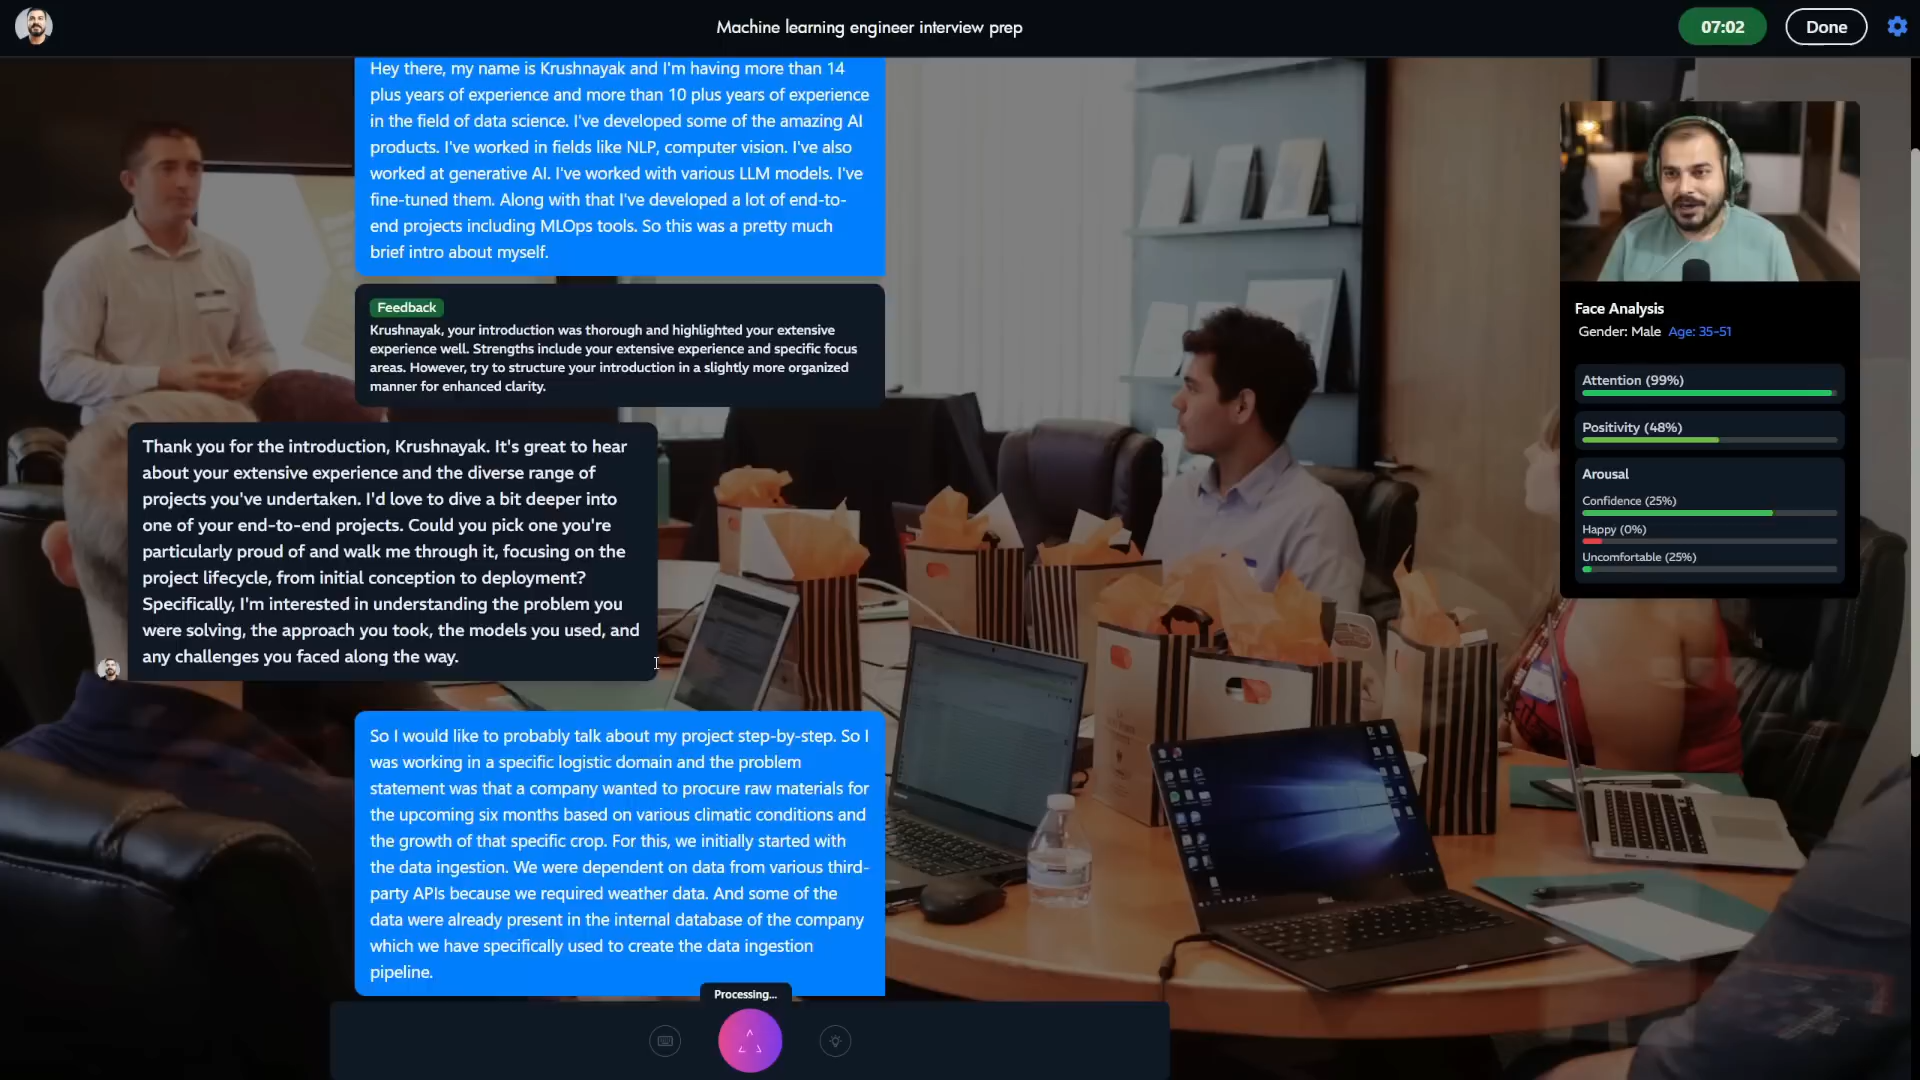 Machine learning engineer interview prep
07:02
Done
Hey there, my name is Krushnayak and I'm having more than 14
plus years of experience and more than 10 plus years of experience
in the field of data science. I've developed some of the amazing AI
products. I've worked in fields like NLP, computer vision. I've also
worked at generative AI. I've worked with various LLM models. I've
fine-tuned them. Along with that I've developed a lot of end-to-
end projects including MLOps tools. So this was a pretty much
brief intro about myself.
Feedback
Krushnayak, your introduction was thorough and highlighted your extensive
experience well. Strengths include your extensive experience and specific focus
areas. However, try to structure your introduction in a slightly more organized
manner for enhanced clarity.
Thank you for the introduction, Krushnayak. It's great to hear
about your extensive experience and the diverse range of
projects you've undertaken. I'd love to dive a bit deeper into
one of your end-to-end projects. Could you pick one you're
particularly proud of and walk me through it, focusing on the
project lifecycle, from initial conception to deployment?
Specifically, I'm interested in understanding the problem you
were solving, the approach you took, the models you used, and
any challenges you faced along the way.
So I would like to probably talk about my project step-by-step. So I
was working in a specific logistic domain and the problem
statement was that a company wanted to procure raw materials for
the upcoming six months based on various climatic conditions and
the growth of that specific crop. For this, we initially started with
the data ingestion. We were dependent on data from various third-
party APIs because we required weather data. And some of the
data were already present in the internal database of the company
which we have specifically used to create the data ingestion
pipeline.
Processing...
Face Analysis
Gender: Male Age: 35-51
Attention (99%)
Positivity (48%)
Arousal
Confidence (25%)
Happy (0%)
Uncomfortable (25%)